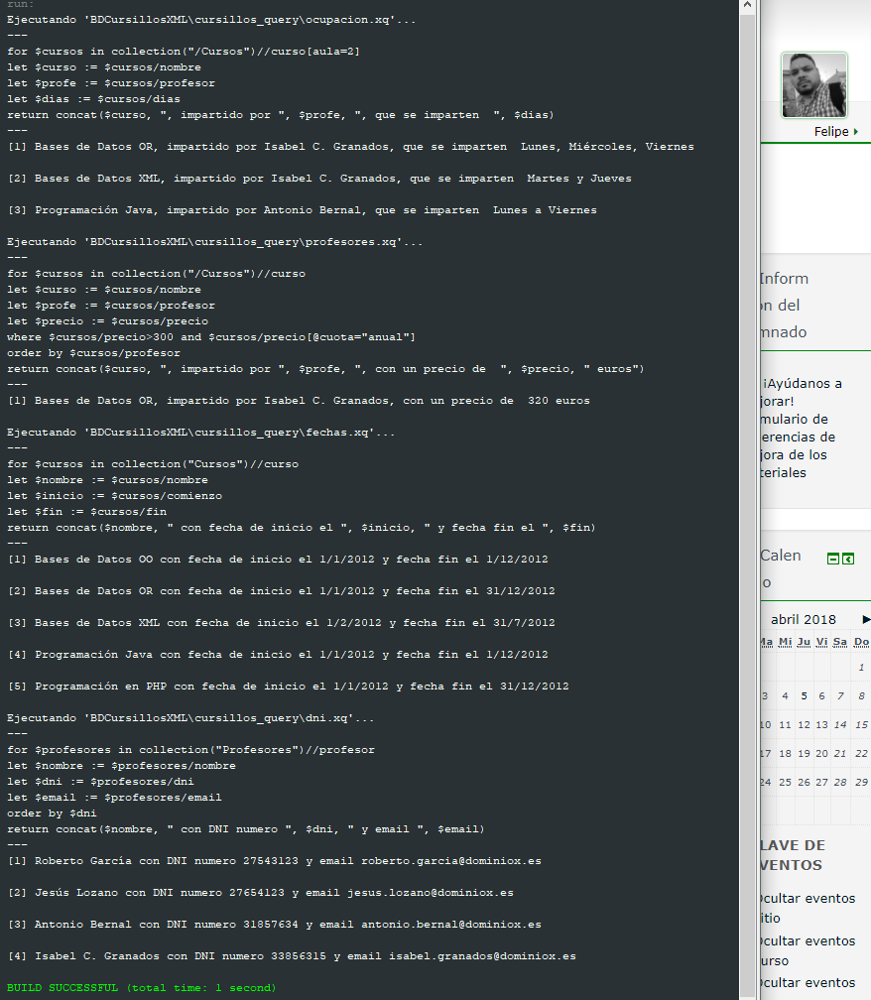 run:
Ejecutando 'BDCursillosXML\cursillos_query\ocupacion.xq'...
---
for $cursos in collection("/Cursos")//curso[aula=2]
let $curso := $cursos/nombre
let $profe := $cursos/profesor
let $dias := $cursos/dias
return concat($curso, ", impartido por ", $profe, ", que se imparten  ", $dias)
---
[1] Bases de Datos OR, impartido por Isabel C. Granados, que se imparten  Lunes, Miércoles, Viernes
[2] Bases de Datos XML, impartido por Isabel C. Granados, que se imparten  Martes y Jueves
[3] Programación Java, impartido por Antonio Bernal, que se imparten  Lunes a Viernes
Ejecutando 'BDCursillosXML\cursillos_query\profesores.xq'...
---
for $cursos in collection("/Cursos")//curso
let $curso := $cursos/nombre
let $profe := $cursos/profesor
let $precio := $cursos/precio
where $cursos/precio>300 and $cursos/precio[@cuota="anual"]
order by $cursos/profesor
return concat($curso, ", impartido por ", $profe, ", con un precio de  ", $precio, " euros")
---
[1] Bases de Datos OR, impartido por Isabel C. Granados, con un precio de  320 euros
Ejecutando 'BDCursillosXML\cursillos_query\fechas.xq'...
---
for $cursos in collection("Cursos")//curso
let $nombre := $cursos/nombre
let $inicio := $cursos/comienzo
let $fin := $cursos/fin
return concat($nombre, " con fecha de inicio el ", $inicio, " y fecha fin el ", $fin)
---
[1] Bases de Datos OO con fecha de inicio el 1/1/2012 y fecha fin el 1/12/2012
[2] Bases de Datos OR con fecha de inicio el 1/1/2012 y fecha fin el 31/12/2012
[3] Bases de Datos XML con fecha de inicio el 1/2/2012 y fecha fin el 31/7/2012
[4] Programación Java con fecha de inicio el 1/1/2012 y fecha fin el 1/12/2012
[5] Programación en PHP con fecha de inicio el 1/1/2012 y fecha fin el 31/12/2012
Ejecutando 'BDCursillosXML\cursillos_query\dni.xq'...
---
for $profesores in collection("Profesores")//profesor
let $nombre := $profesores/nombre
let $dni := $profesores/dni
let $email := $profesores/email
order by $dni
return concat($nombre, " con DNI numero ", $dni, " y email ", $email)
---
[1] Roberto García con DNI numero 27543123 y email roberto.garcia@dominiox.es
[2] Jesús Lozano con DNI numero 27654123 y email jesus.lozano@dominiox.es
[3] Antonio Bernal con DNI numero 31857634 y email antonio.bernal@dominiox.es
[4] Isabel C. Granados con DNI numero 33856315 y email isabel.granados@dominiox.es
BUILD SUCCESSFUL (total time: 1 second)
Felipe
Inform
on del
mnado
¡Ayúdanos a
jorar!
mulario de
erencias de
jora de los
teriales
Calen
o
abril 2018
Ma Mi Ju Vi Sa Do
1
3 4 5 6 7 8
10 11 12 13 14 15
17 18 19 20 21 22
24 25 26 27 28 29
LAVE DE
VENTOS
Ocultar eventos
itio
Ocultar eventos
urso
Ocultar eventos